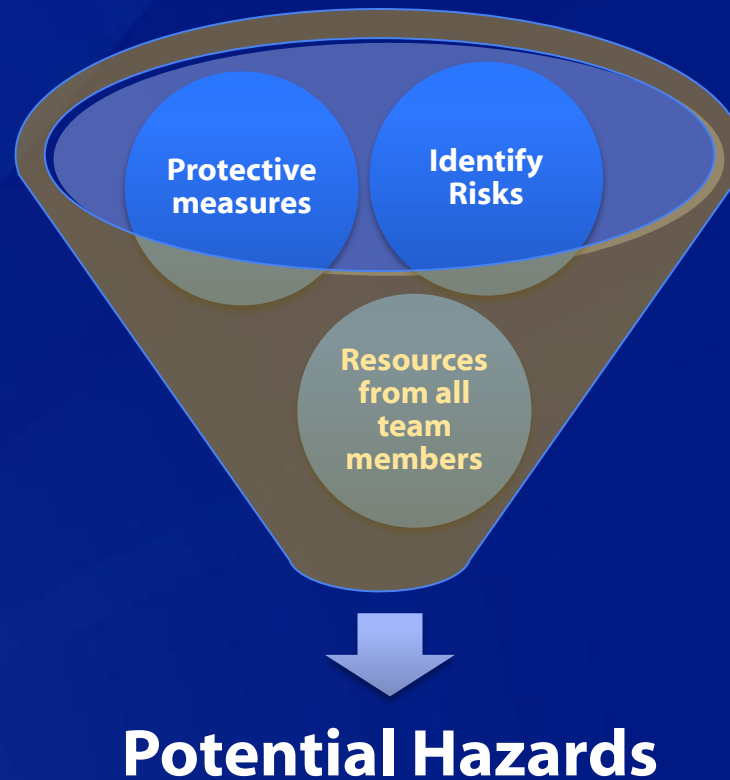 Protective
measures
Identify
Risks
Resources
from all
team
members
Potential Hazards